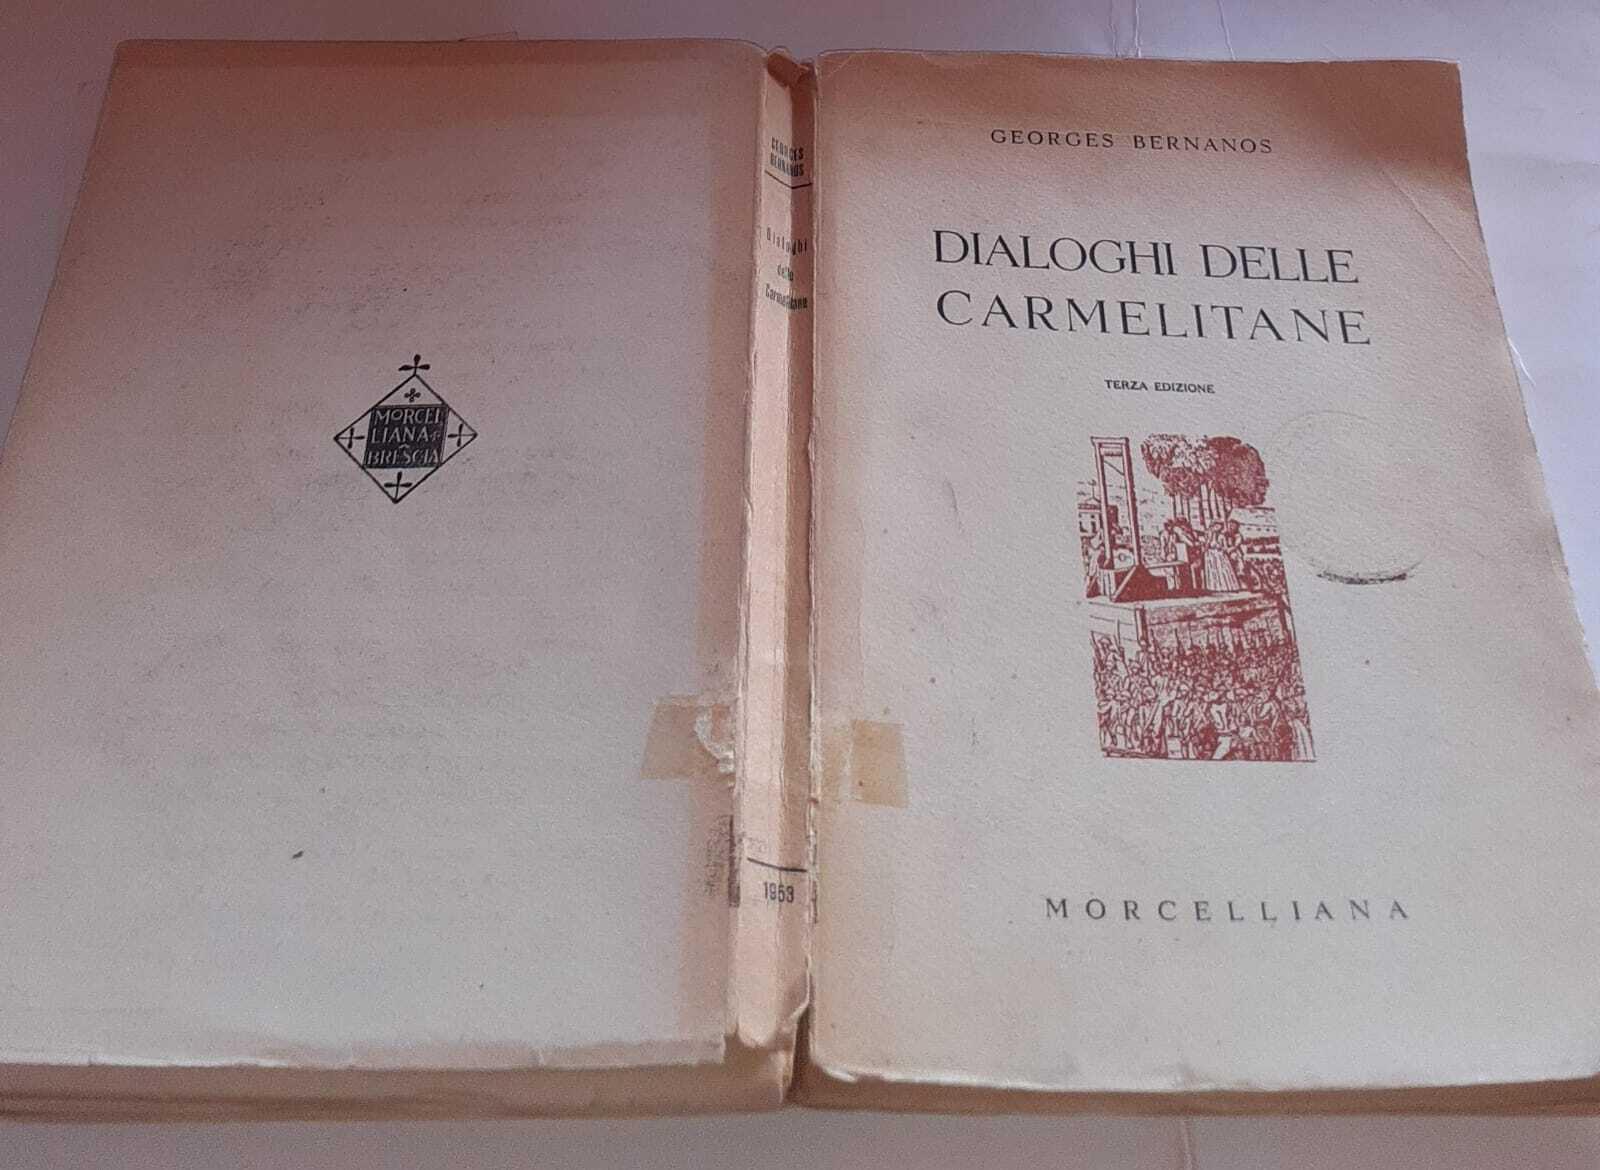 MORCEL
LIANA
BRESCIA
GEORGES
BERNANOS
Dialoghi
delle
Carmelitane
1953
GEORGES BERNANOS
DIALOGHI DELLE
CARMELITANE
TERZA EDIZIONE
MORCELLIANA